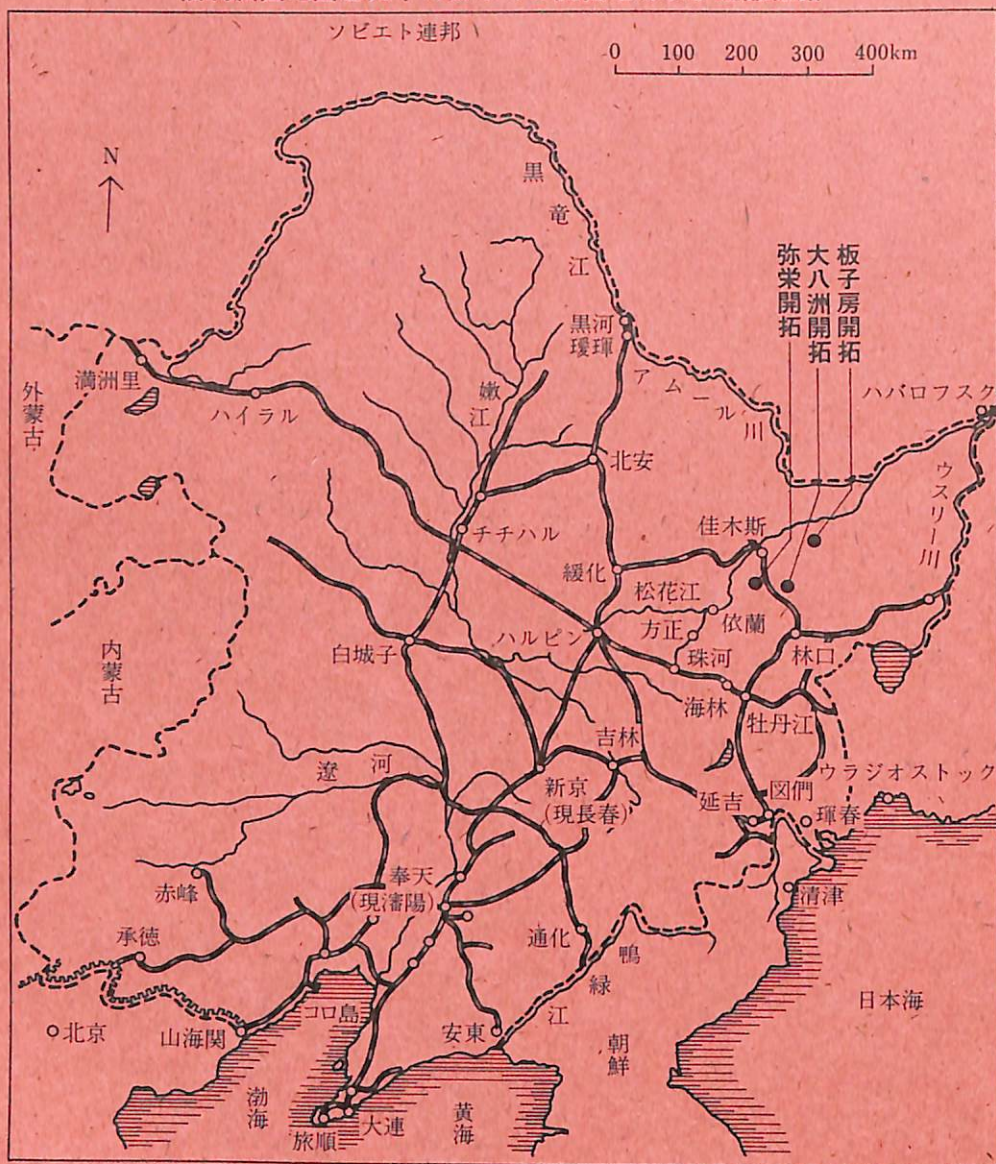 ソビエト連邦
0 100 200 300 400km
N
黒竜江
弥栄開拓
大八洲開拓
板子房開拓
黒河
璦琿
アムール川
ハバロフスク
満洲里
外蒙古
ハイラル
嫩江
北安
ウスリー川
チチハル
佳木斯
綏化
松花江
依蘭
方正
ハルビン
白城子
珠河
林口
内蒙古
海林
牡丹江
吉林
遼河
新京
(現長春)
ウラジオストック
延吉
図們
琿春
奉天
(現瀋陽)
赤峰
清津
通化
承徳
鴨緑江
日本海
コロ島
北京
山海関
安東
朝鮮
渤海
黄海
大連
旅順